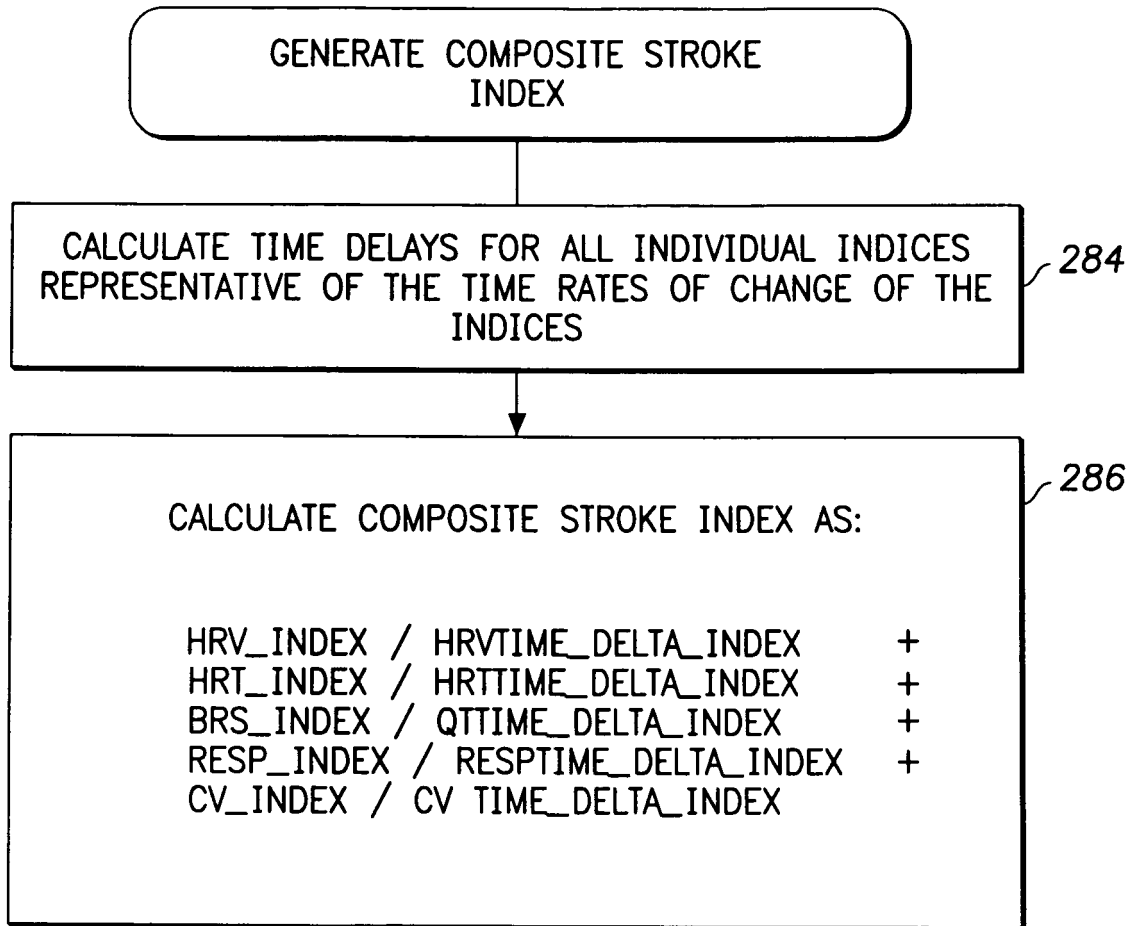 GENERATE COMPOSITE STROKE
INDEX
CALCULATE TIME DELAYS FOR ALL INDIVIDUAL INDICES
REPRESENTATIVE OF THE TIME RATES OF CHANGE OF THE
INDICES
284
286
CALCULATE COMPOSITE STROKE INDEX AS:
HRV_INDEX / HRVTIME_DELTA_INDEX +
HRT_INDEX / HRTTIME_DELTA_INDEX +
BRS_INDEX / QTTIME_DELTA_INDEX +
RESP_INDEX / RESPTIME_DELTA_INDEX +
CV_INDEX / CV TIME_DELTA_INDEX